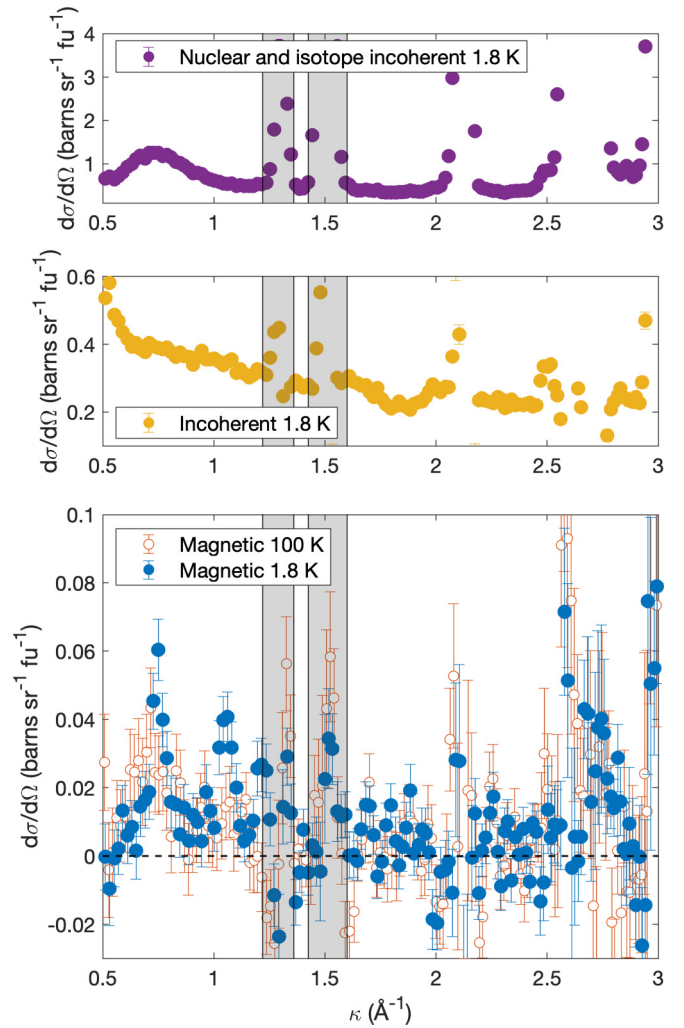 4
3
2
1
dσ/dΩ (barns sr⁻¹ fu⁻¹)
Nuclear and isotope incoherent 1.8 K
0.5 1 1.5 2 2.5 3
0.6
0.4
0.2
dσ/dΩ (barns sr⁻¹ fu⁻¹)
Incoherent 1.8 K
0.5 1 1.5 2 2.5 3
0.1
0.08
0.06
0.04
0.02
0
-0.02
dσ/dΩ (barns sr⁻¹ fu⁻¹)
Magnetic 100 K
Magnetic 1.8 K
0.5 1 1.5 2 2.5 3
κ (Å⁻¹)